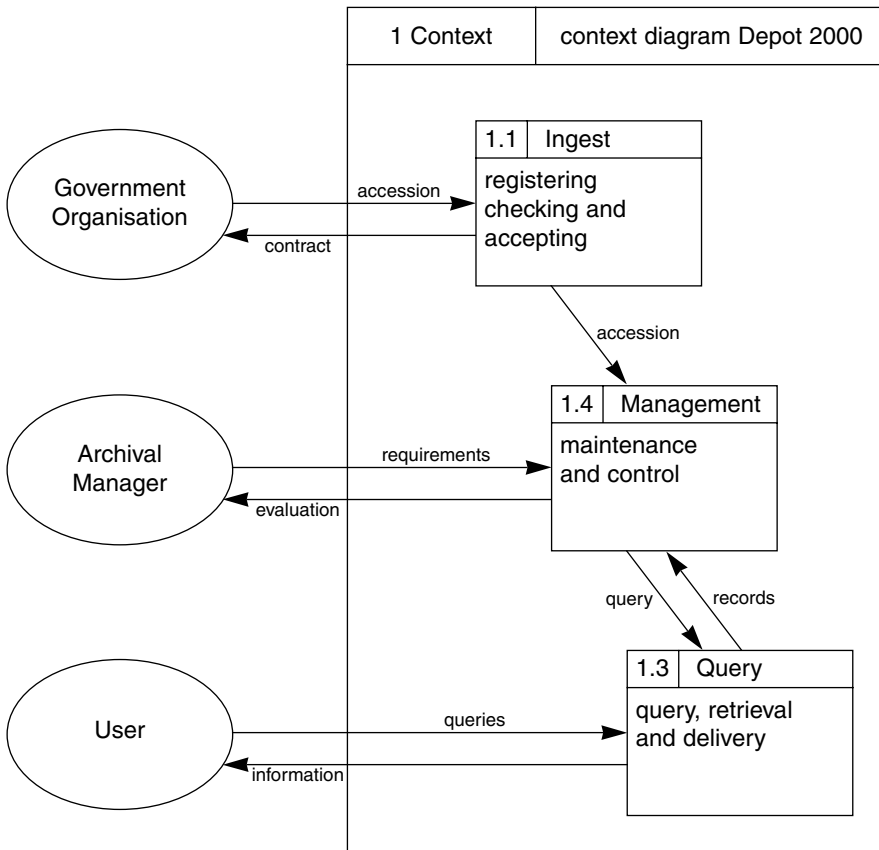 1 Context
context diagram Depot 2000
1.1
Ingest
registering
checking and
accepting
Government
Organisation
accession
contract
accession
1.4
Management
maintenance
and control
Archival
Manager
requirements
evaluation
query
records
1.3
Query
query, retrieval
and delivery
User
queries
information